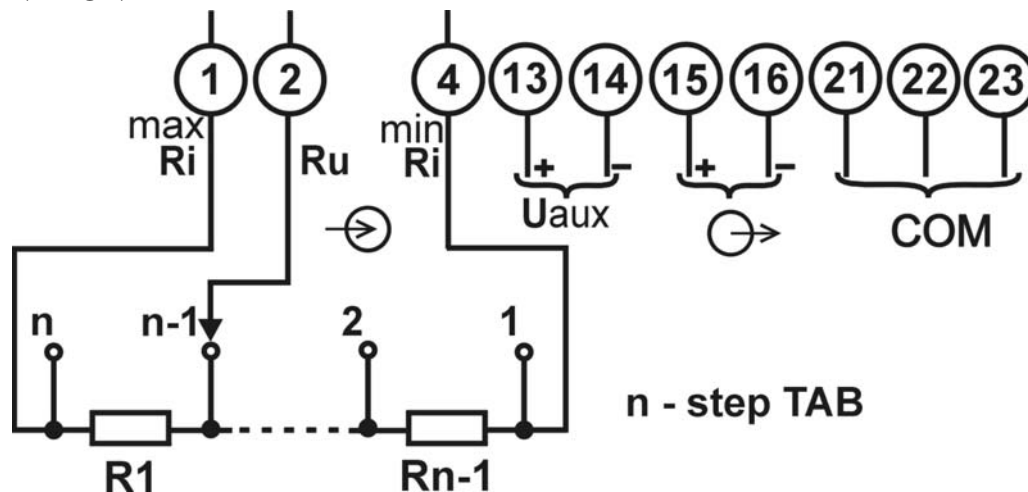 1 2 4 13 14 15 16 21 22 23
max min
Ri Ru Ri + − + −
Uaux COM
n n-1 2 1
n - step TAB
R1 Rn-1